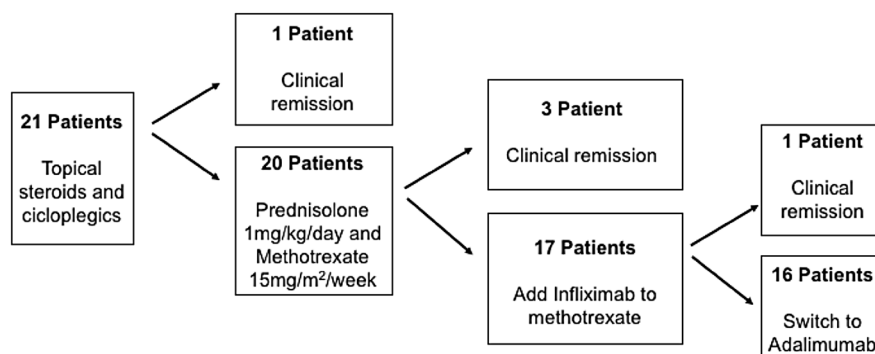 21 Patients
Topical
steroids and
cicloplegics
1 Patient
Clinical
remission
20 Patients
Prednisolone
1mg/kg/day and
Methotrexate
15mg/m²/week
3 Patient
Clinical remission
17 Patients
Add Infliximab to
methotrexate
1 Patient
Clinical
remission
16 Patients
Switch to
Adalimumab